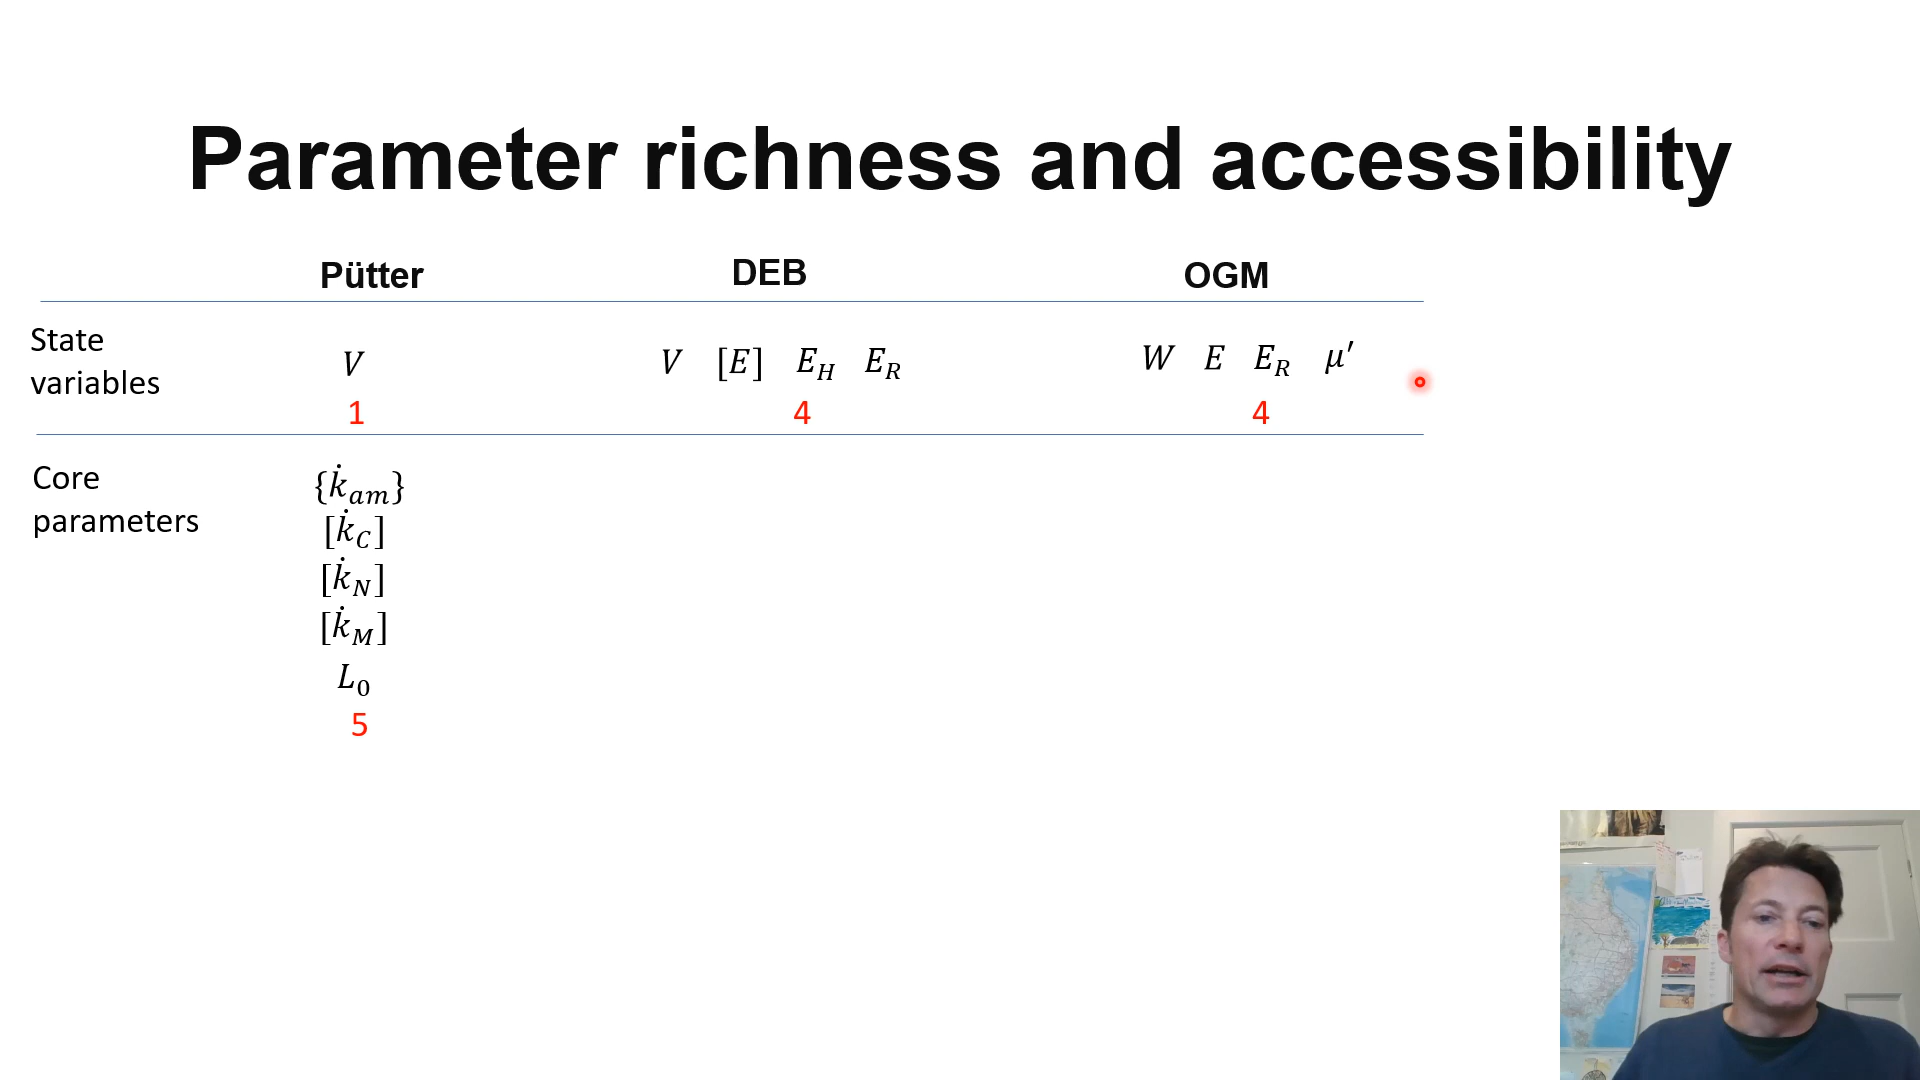 Parameter richness and accessibility
Pütter DEB OGM
State variables
V
V [E] E_H E_R
W E E_R μ′
1 4 4
Core parameters
{k̇_am}
[k̇_C]
[k̇_N]
[k̇_M]
L_0
5